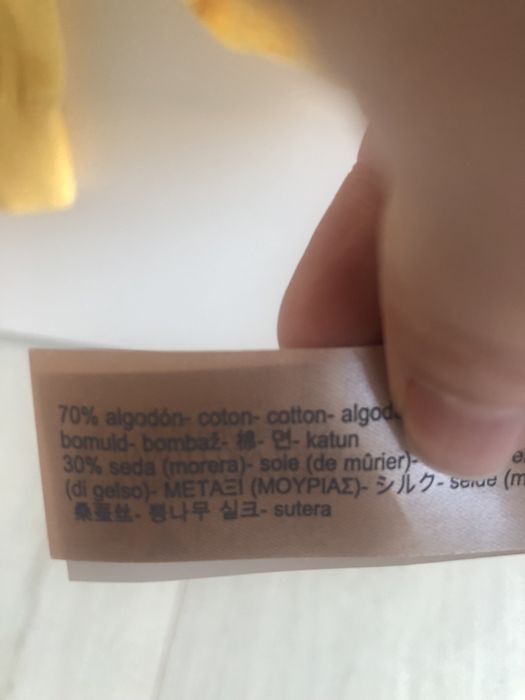 70% algodón- coton- cotton- algod
bomuld- bombaž- 棉- 면- katun
30% seda (morera)- soie (de mûrier)-
(di gelso)- ΜΕΤΑΞΙ (ΜΟΥΡΙΑΣ)- シルク- seide (m
桑蚕丝- 뽕나무 실크- sutera